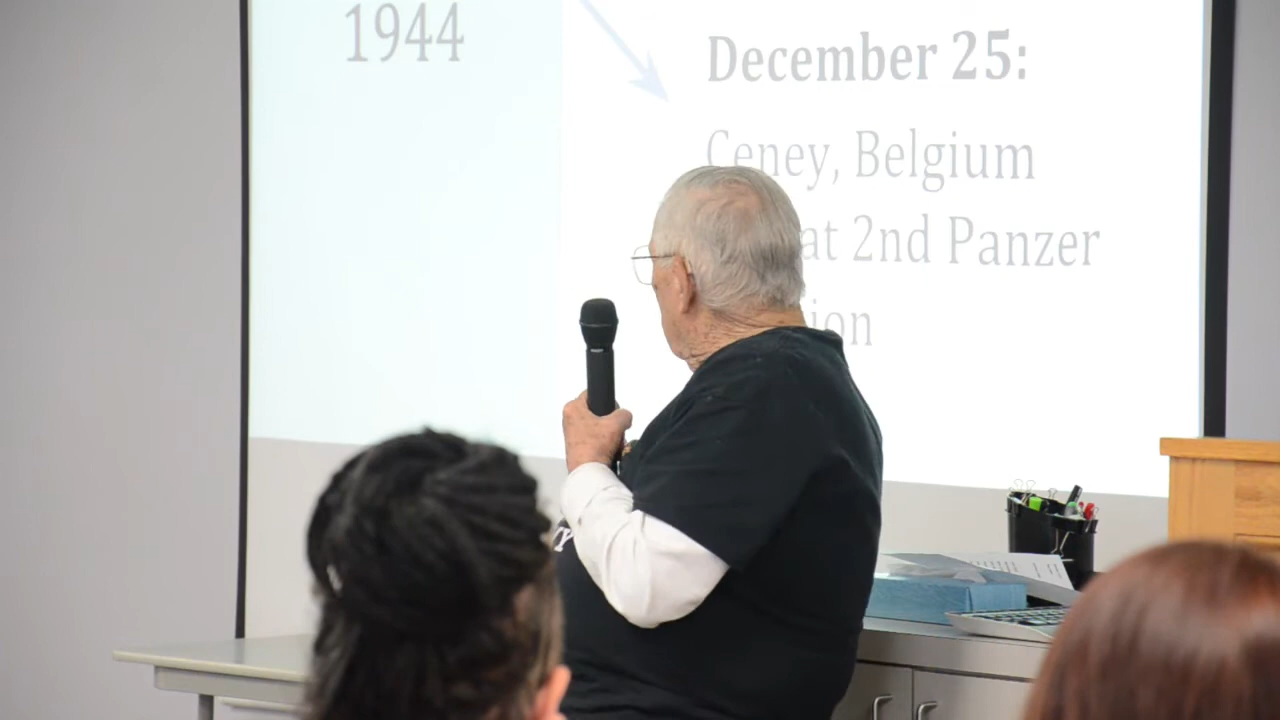 1944
December 25:
Ceney, Belgium
at 2nd Panzer
ion